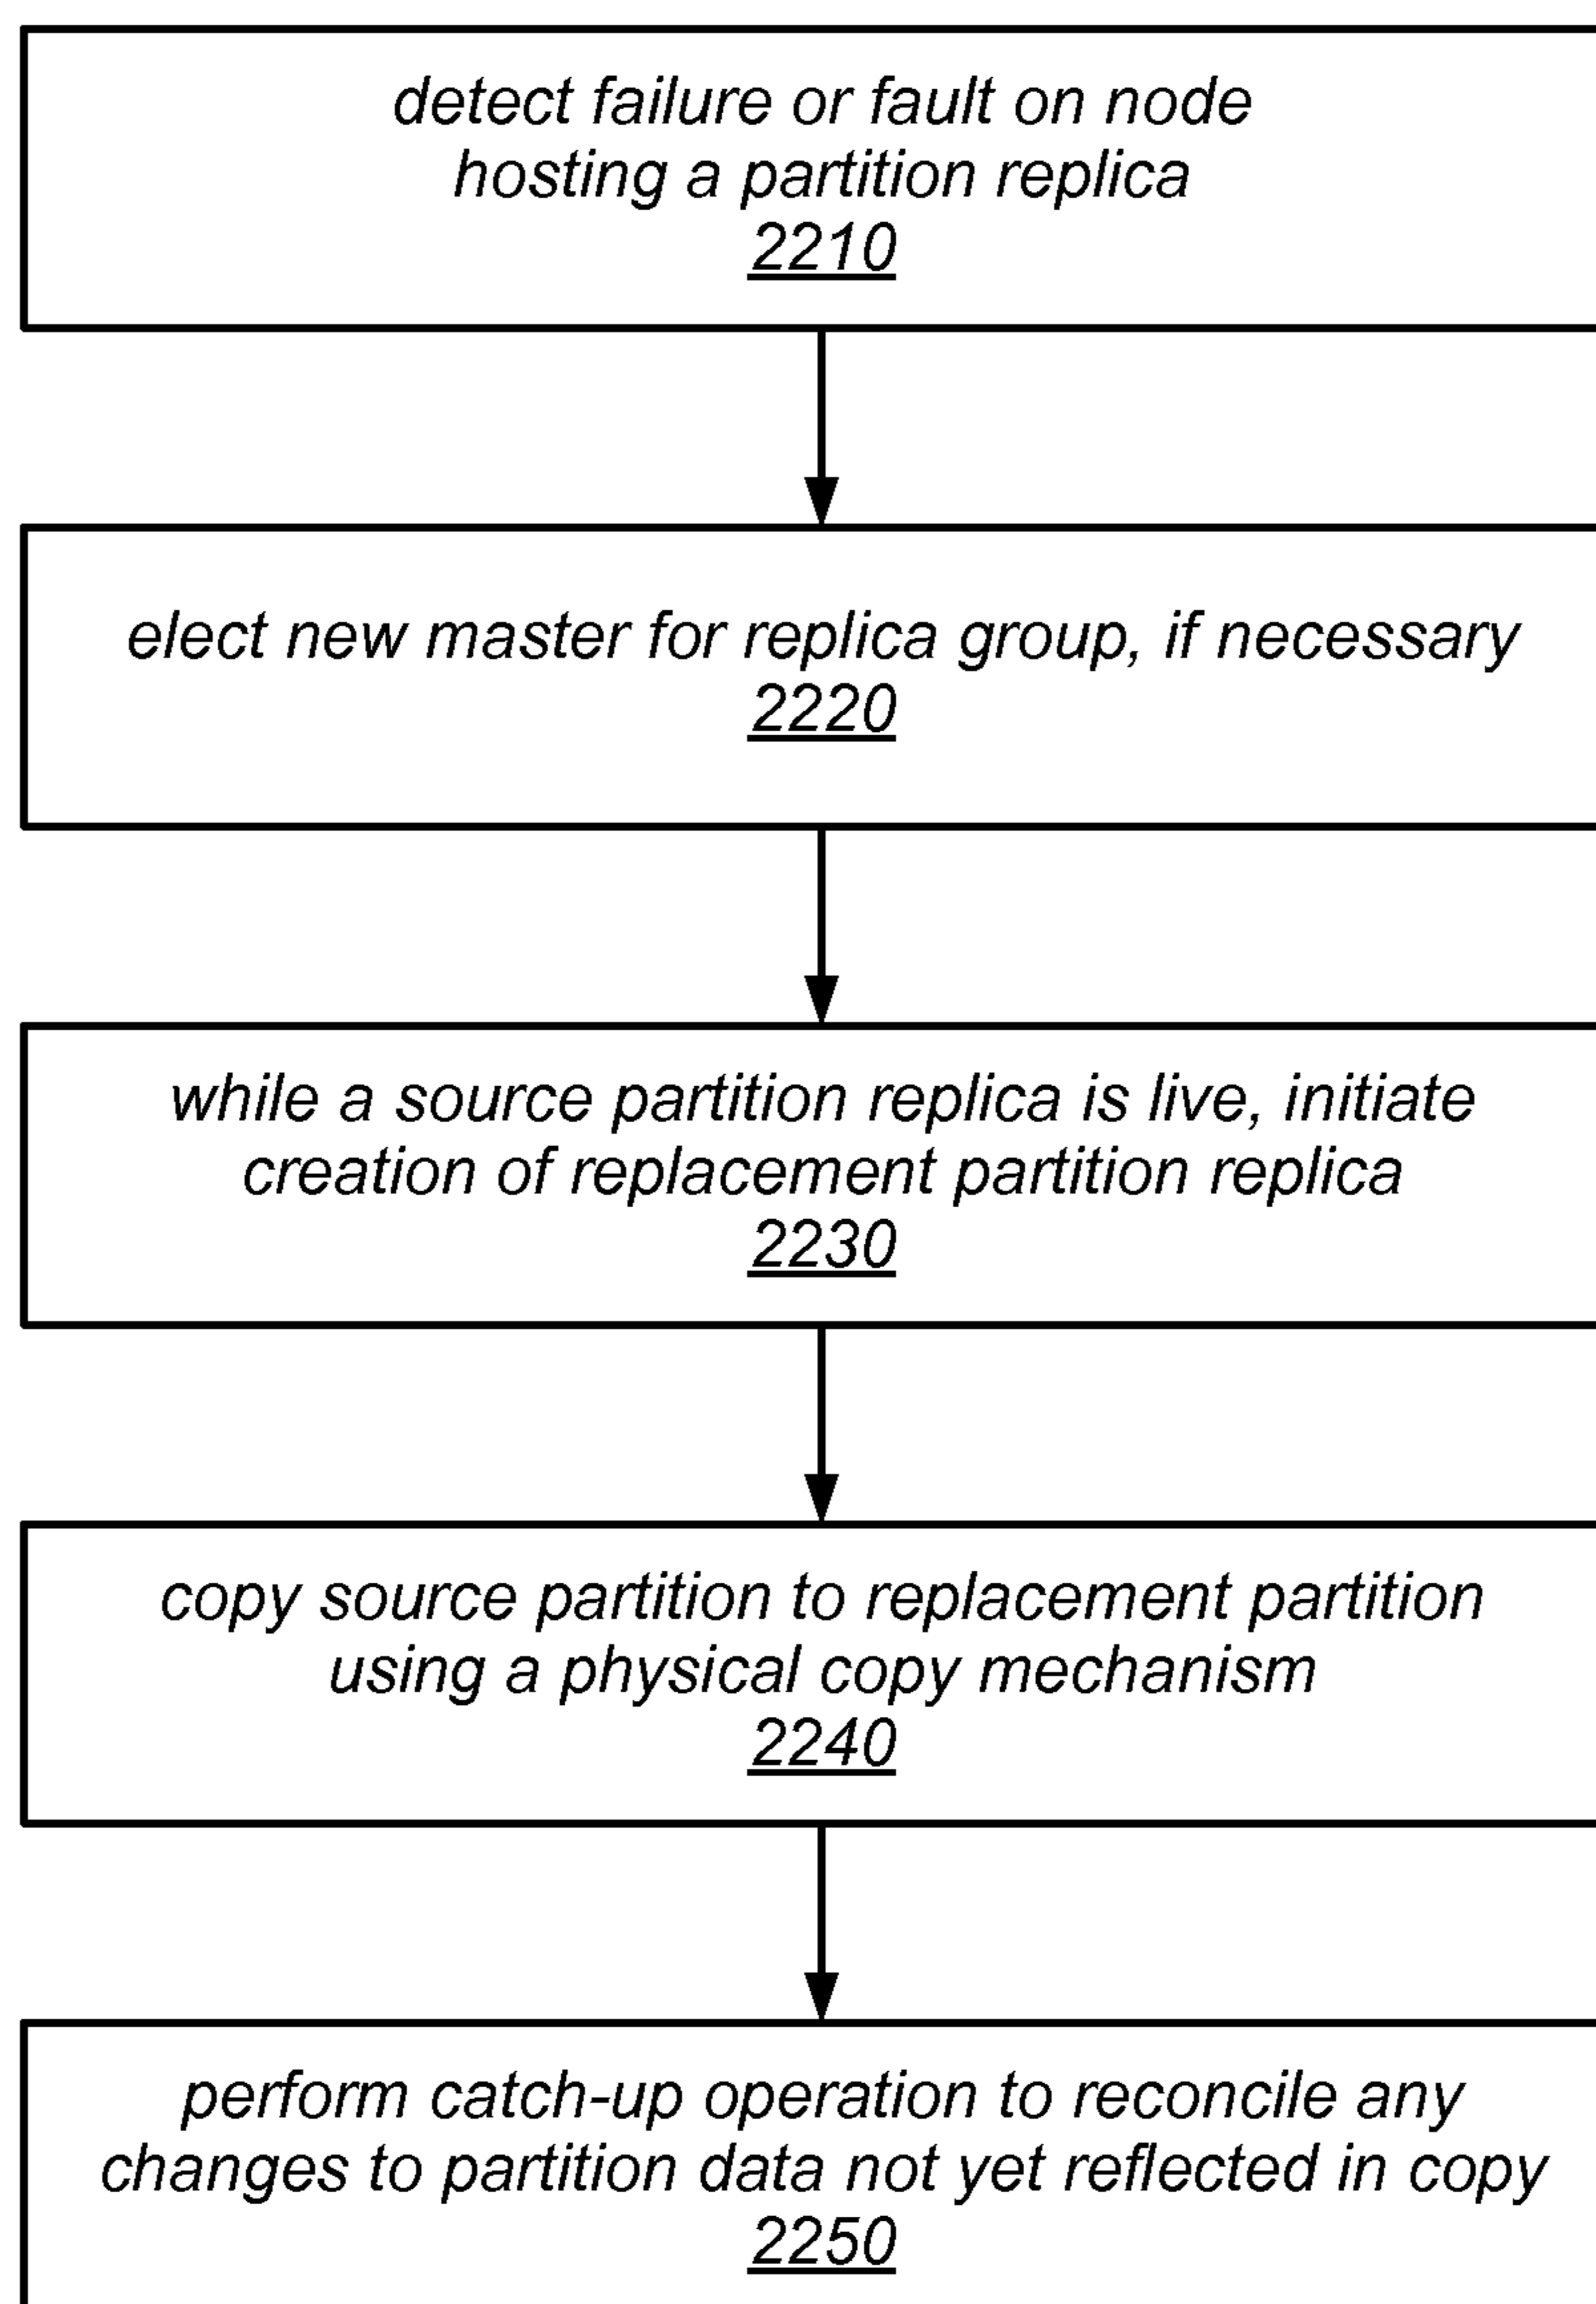 detect failure or fault on node
hosting a partition replica
2210
elect new master for replica group, if necessary
2220
while a source partition replica is live, initiate
creation of replacement partition replica
2230
copy source partition to replacement partition
using a physical copy mechanism
2240
perform catch-up operation to reconcile any
changes to partition data not yet reflected in copy
2250